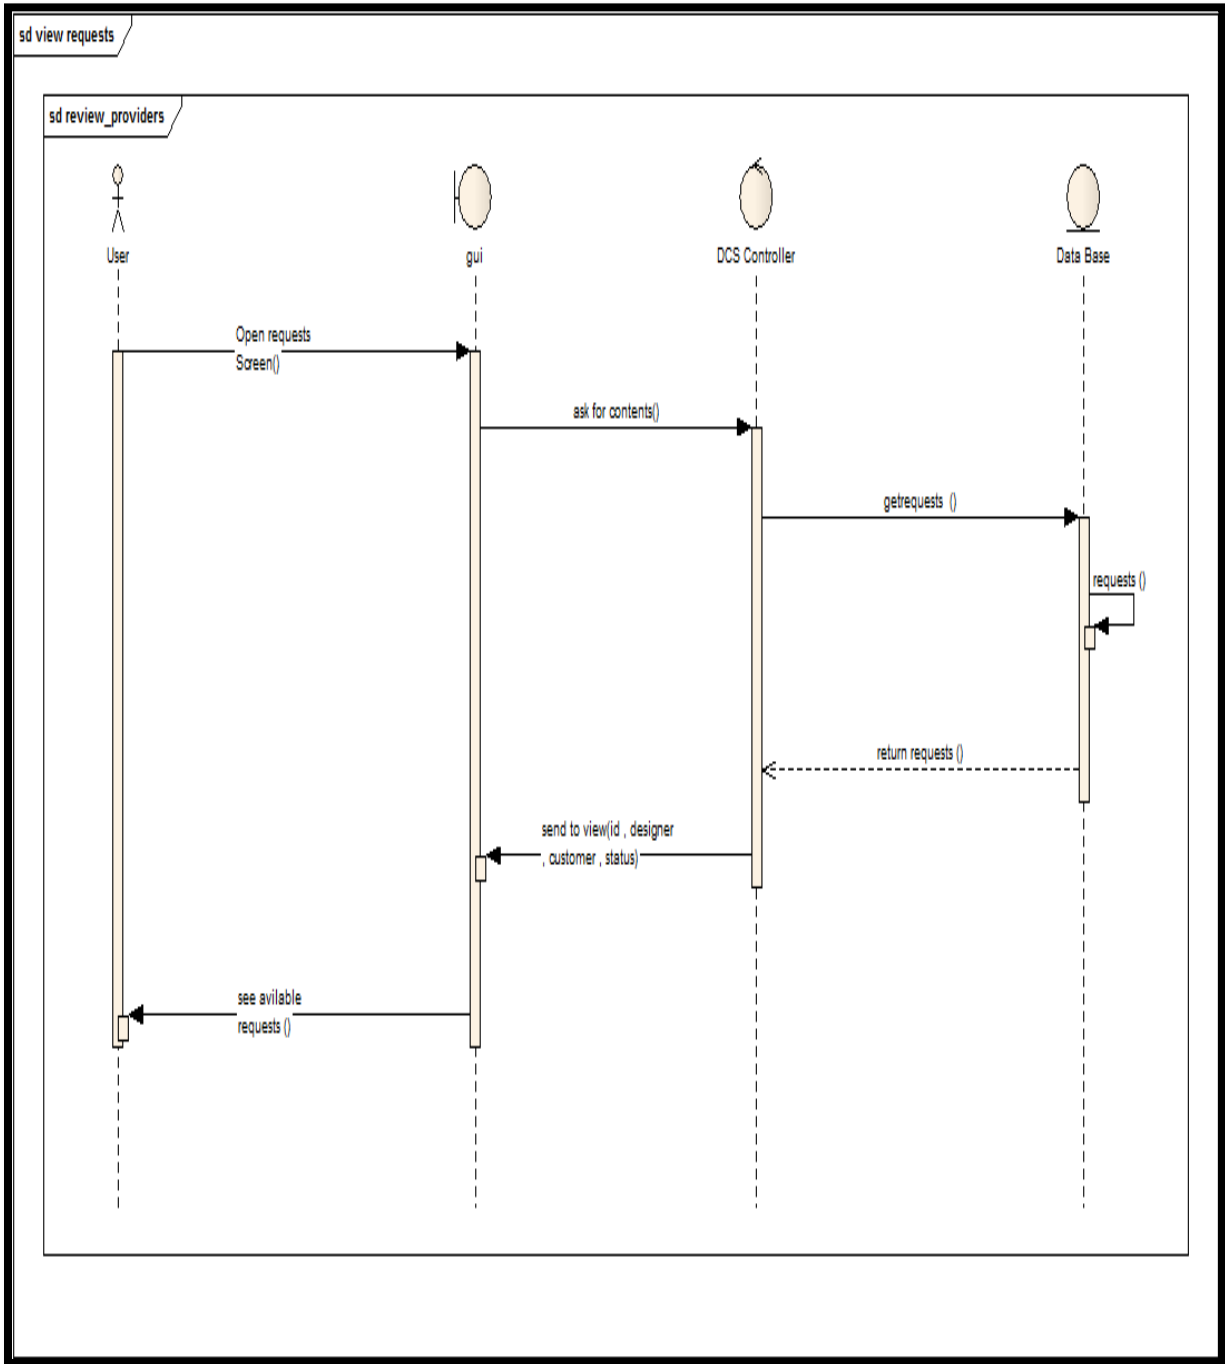 sd view requests
sd review_providers
User
gui
DCS Controller
Data Base
Open requests
Screen()
ask for contents()
getrequests ()
requests ()
return requests ()
send to view(id , designer
, customer , status)
see avilable
requests ()